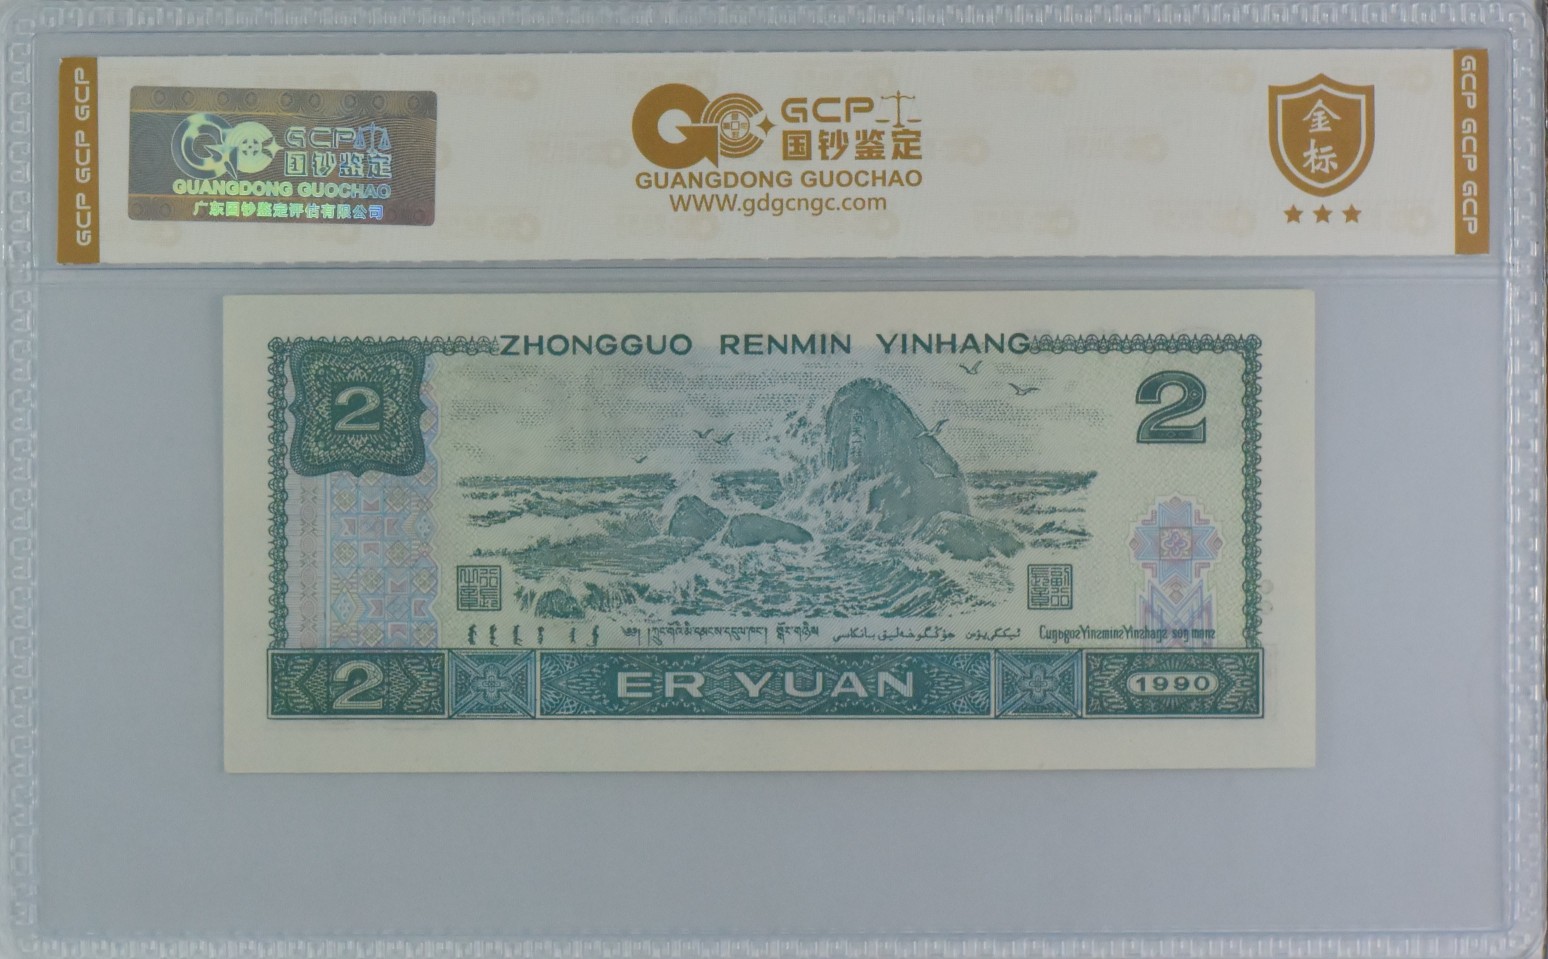 GCP GCP GCP
GCP
国钞鉴定
GUANGDONG GUOCHAO
广东国钞鉴定评估有限公司
GCP
国钞鉴定
GUANGDONG GUOCHAO
WWW.gdgcngc.com
金标
GCP GCP GCP
ZHONGGUO RENMIN YINHANG
2
2
2
ER YUAN
1990